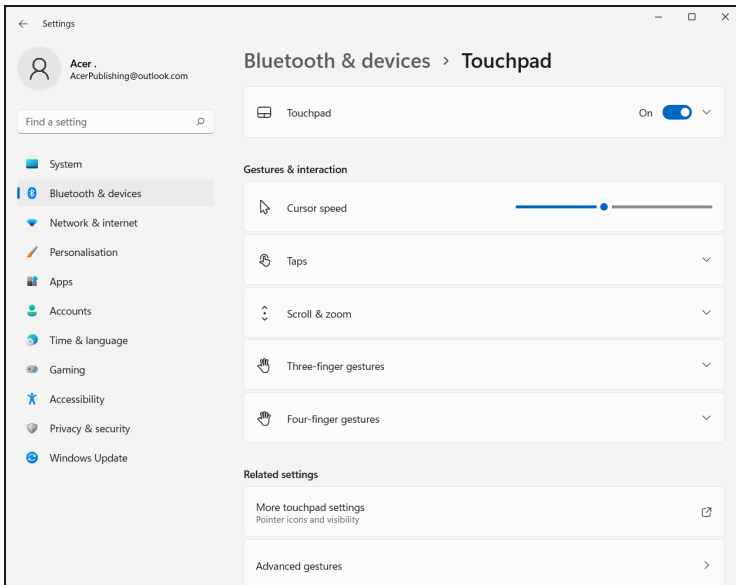 Settings
Acer .
AcerPublishing@outlook.com
Find a setting
System
Bluetooth & devices
Network & internet
Personalisation
Apps
Accounts
Time & language
Gaming
Accessibility
Privacy & security
Windows Update
Bluetooth & devices > Touchpad
Touchpad On
Gestures & interaction
Cursor speed
Taps
Scroll & zoom
Three-finger gestures
Four-finger gestures
Related settings
More touchpad settings
Pointer icons and visibility
Advanced gestures